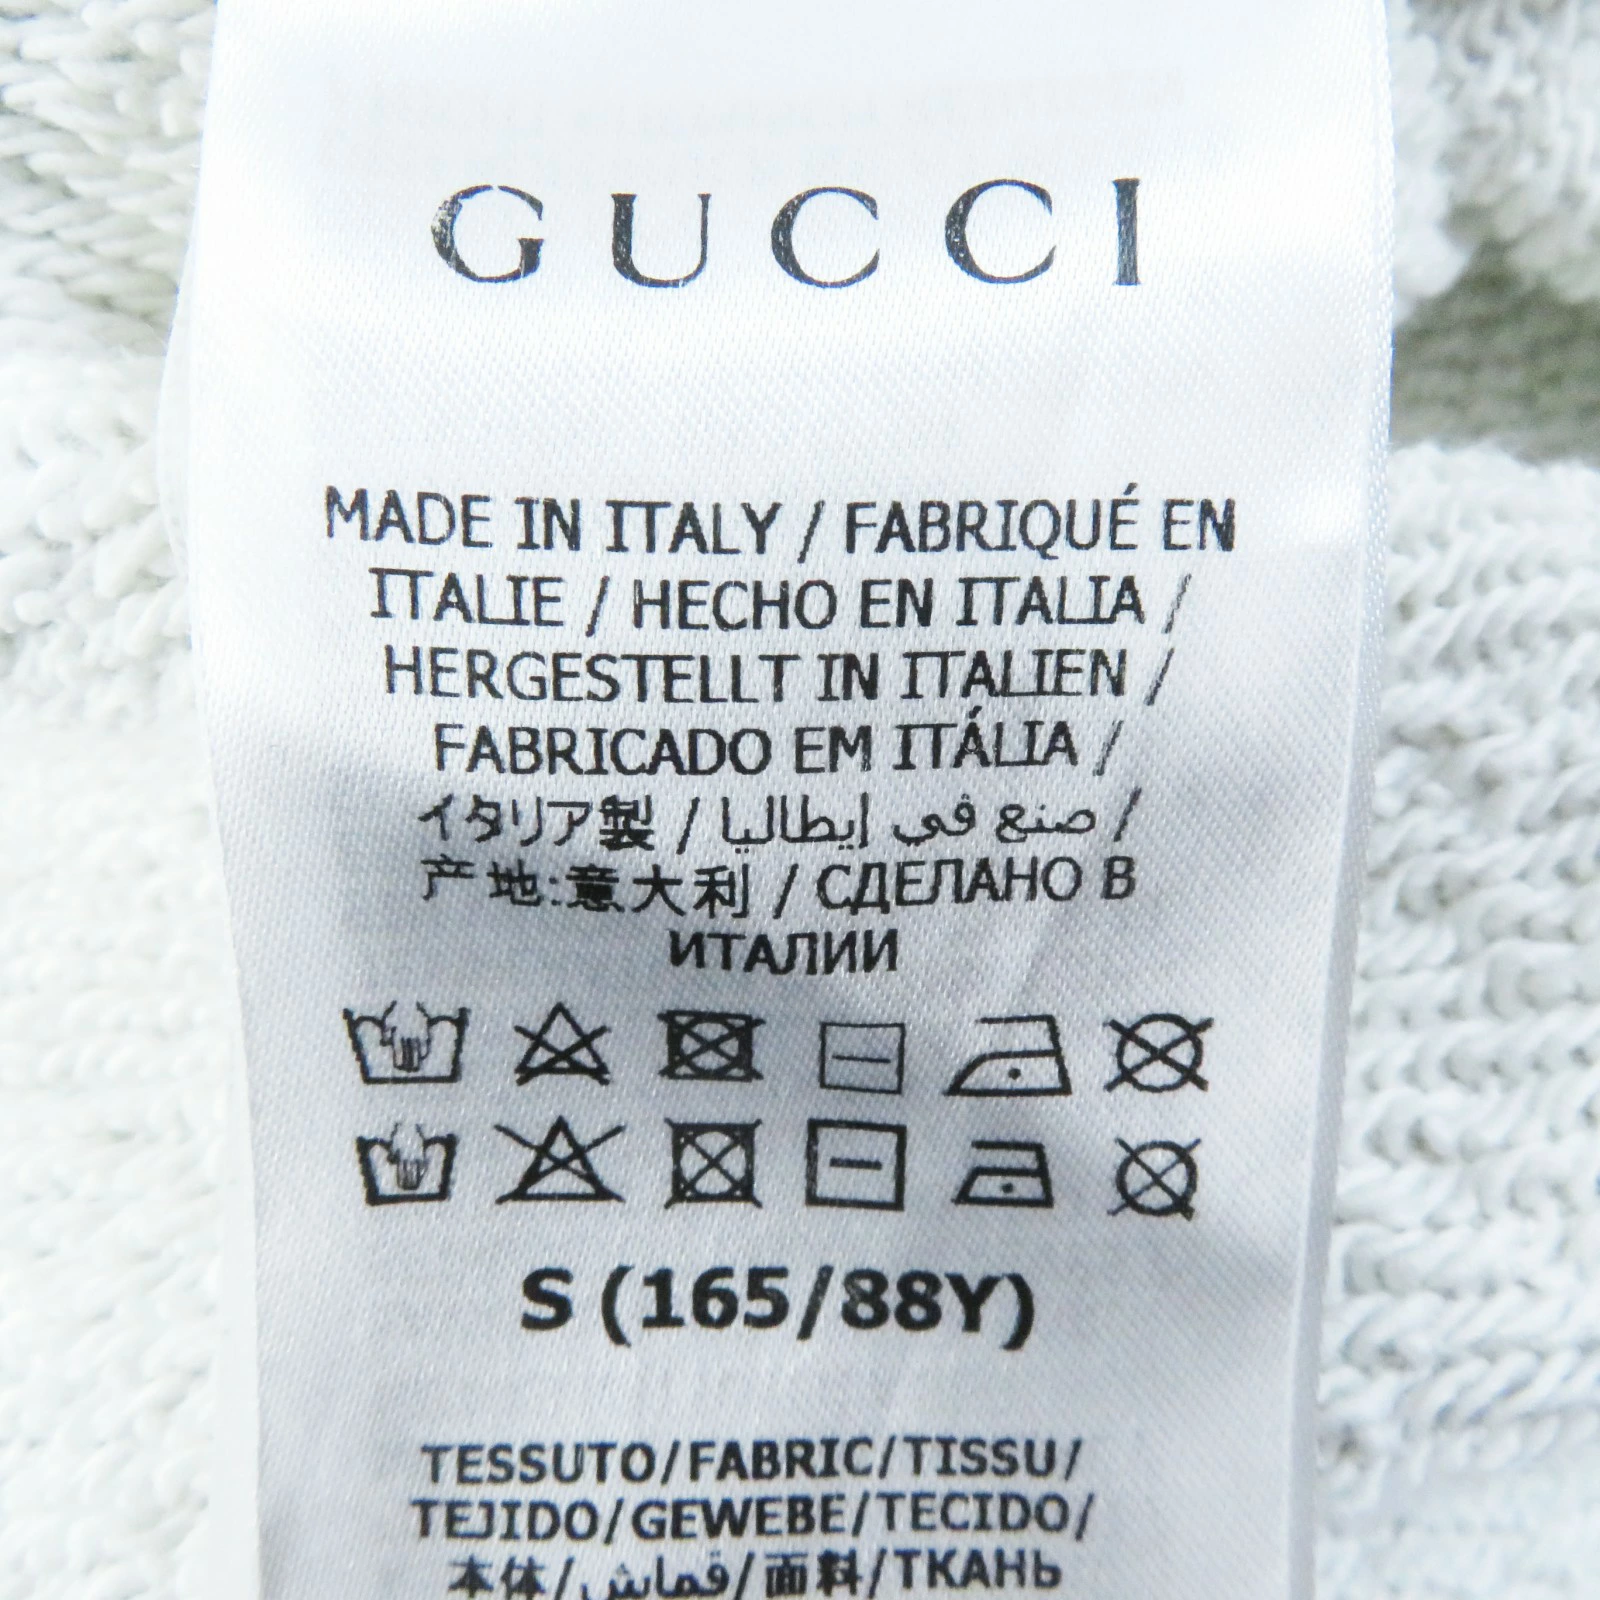 GUCCI
MADE IN ITALY / FABRIQUÉ EN
ITALIE / HECHO EN ITALIA /
HERGESTELLT IN ITALIEN /
FABRICADO EM ITÁLIA /
イタリア製 / صنع في إيطاليا /
产 地:意大利 / СДЕЛАНО В
ИТАЛИИ
S (165/88Y)
TESSUTO/FABRIC/TISSU/
TEJIDO/GEWEBE/TECIDO/
本体/قماش/面料/ТКАНЬ